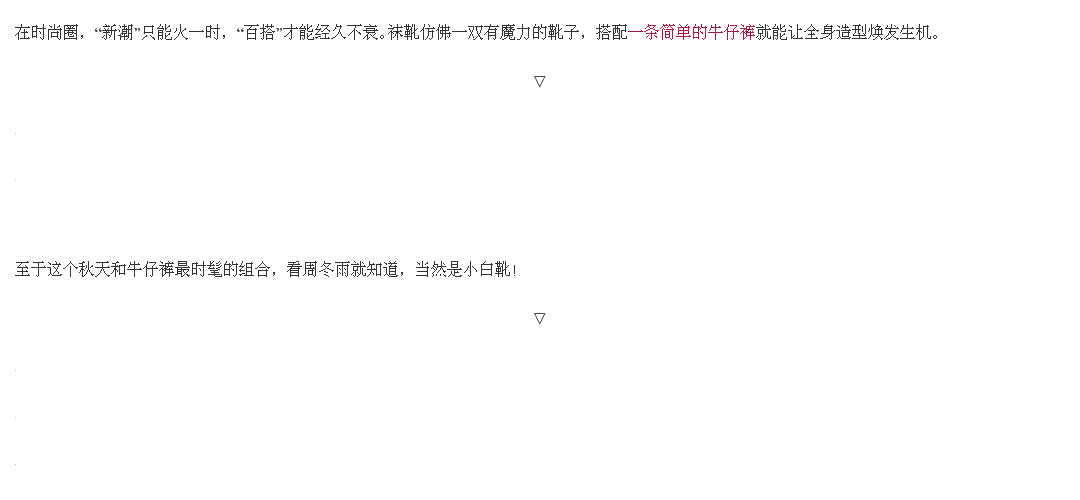 在时尚圈，“新潮”只能火一时，“百搭”才能经久不衰。袜靴仿佛一双有魔力的靴子，搭配一条简单的牛仔裤就能让全身造型焕发生机。
▽
至于这个秋天和牛仔裤最时髦的组合，看周冬雨就知道，当然是小白靴!
▽